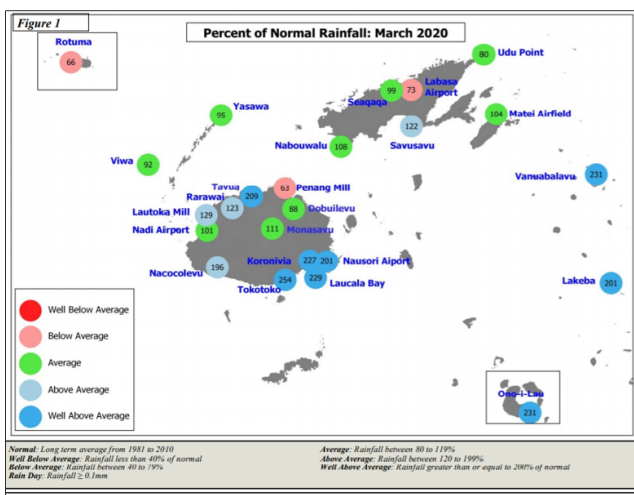 Figure 1
Percent of Normal Rainfall: March 2020
Rotuma
66
80 Udu Point
99 73 Labasa
Seaqaqa Airport
Yasawa
95
104 Matei Airfield
122
Savusavu
Nabouwalu 108
Viwa
92
231
Vanuabalavu
Tavua 63 Penang Mill
Rarawai 209
Lautoka Mill 123 88 Dobuilevu
129
Nadi Airport 101 111 Monasavu
Koronivia 227 201 Nausori Aiport
Nacocolevu 196
254 229 Laucala Bay
Tokotoko
Lakeba 201
Well Below Average
Below Average
Average
Above Average
Well Above Average
Ono-i-Lau
231
Normal: Long term average from 1981 to 2010
Well Below Average: Rainfall less than 40% of normal
Below Average: Rainfall between 40 to 79%
Rain Day: Rainfall ≥ 0.1mm
Average: Rainfall between 80 to 119%
Above Average: Rainfall between 120 to 199%
Well Above Average: Rainfall greater than or equal to 200% of normal